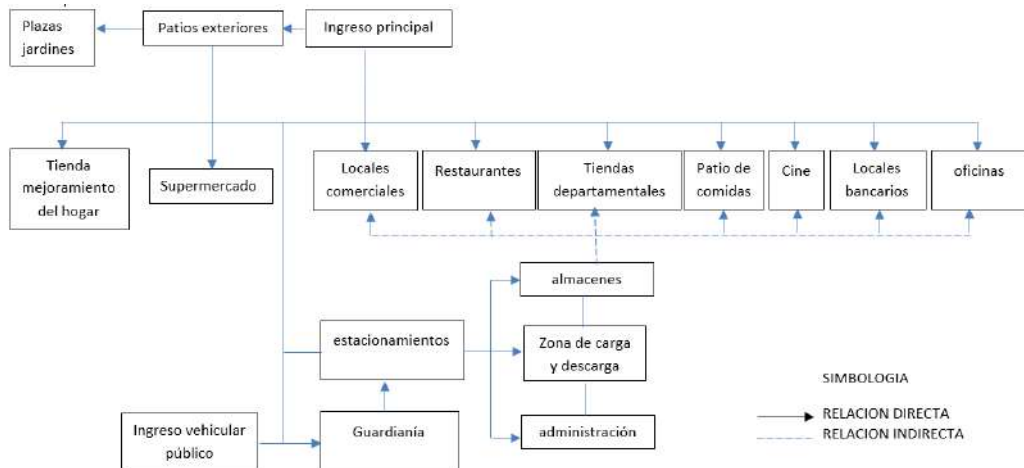 Plazas
jardines
Patios exteriores
Ingreso principal
Tienda
mejoramiento
del hogar
Supermercado
Locales
comerciales
Restaurantes
Tiendas
departamentales
Patio de
comidas
Cine
Locales
bancarios
oficinas
almacenes
estacionamientos
Zona de carga
y descarga
SIMBOLOGIA
RELACION DIRECTA
RELACION INDIRECTA
Ingreso vehicular
público
Guardianía
administración